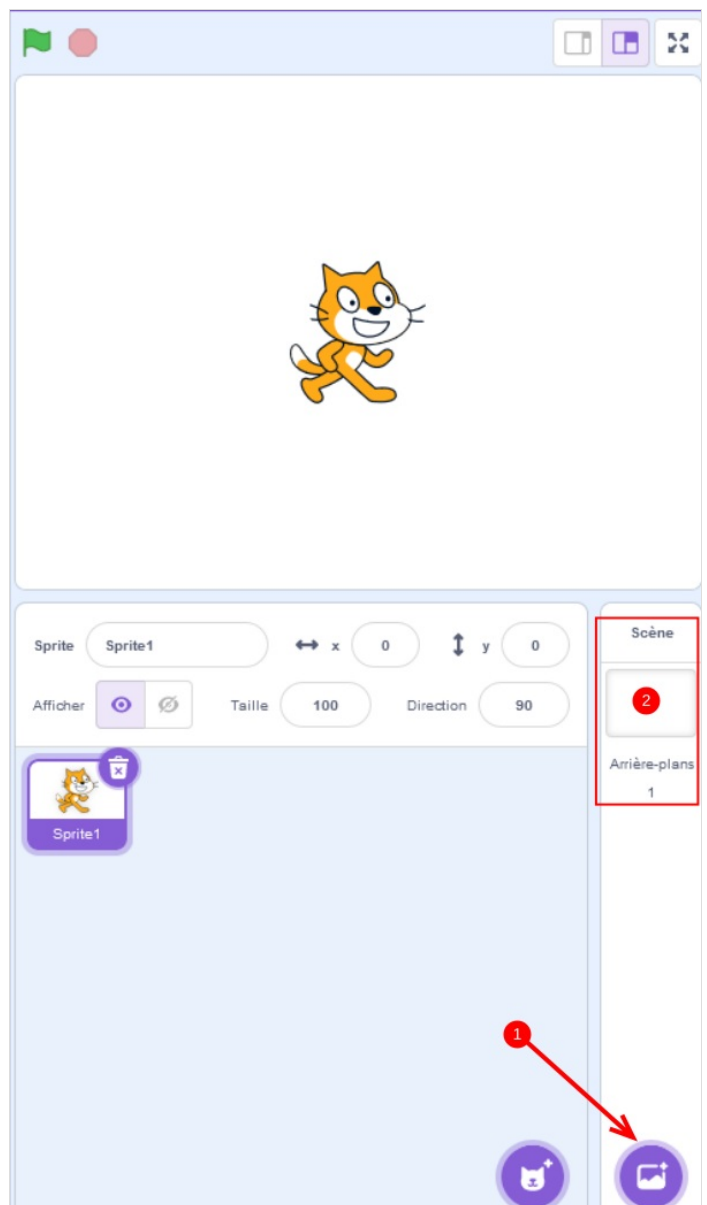 Sprite Sprite1 x 0 y 0
Afficher Taille 100 Direction 90
Sprite1
Scène
2
Arrière-plans
1
1